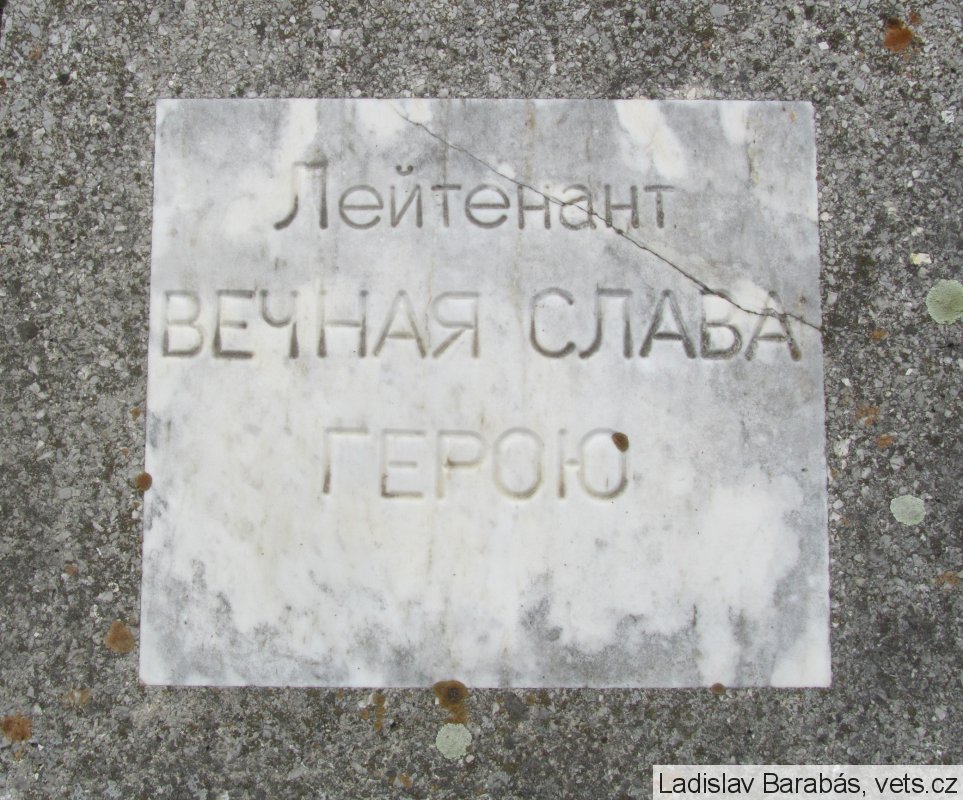 Лейтенант
ВЕЧНАЯ СЛАВА
ГЕРОЮ
Ladislav Barabás, vets.cz